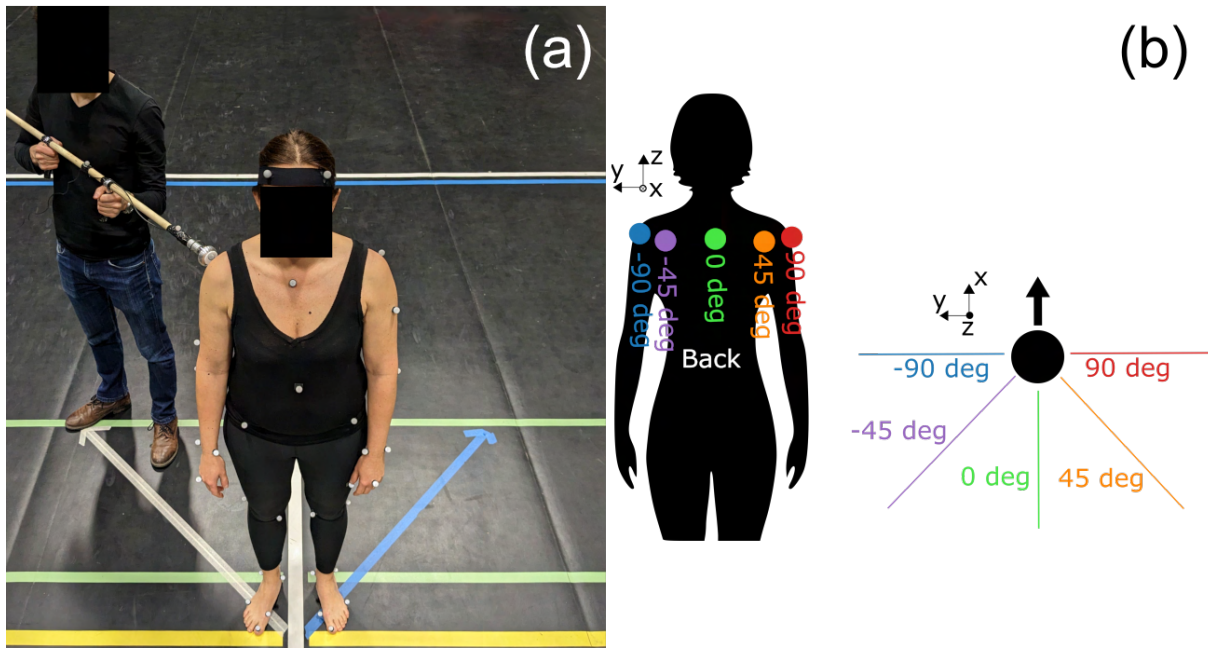 (a)
(b)
z
y
x
-90 deg
-45 deg
0 deg
45 deg
90 deg
Back
x
y
z
-90 deg
90 deg
-45 deg
0 deg
45 deg